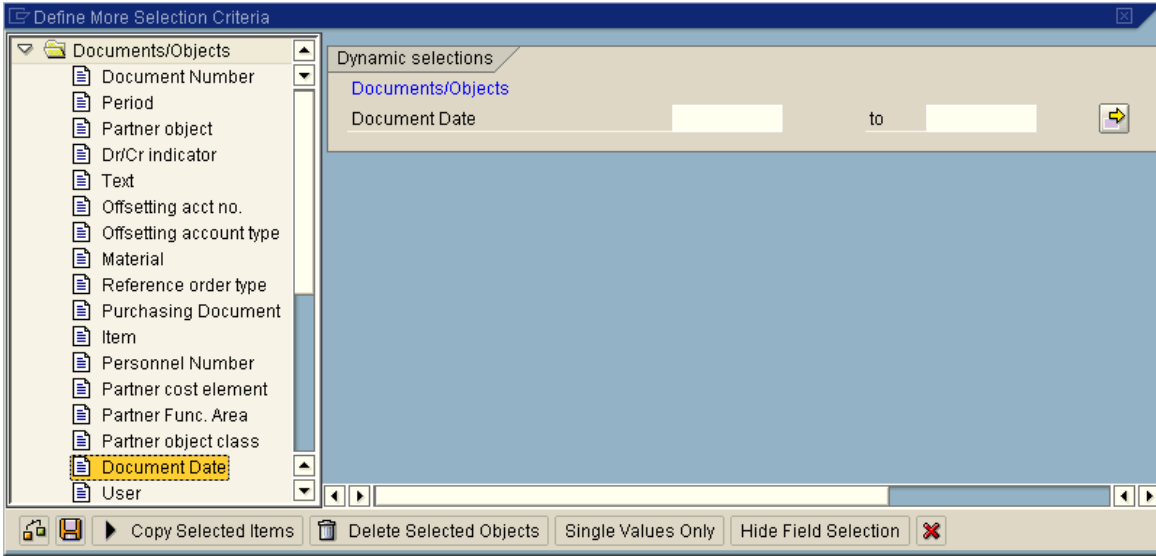 Define More Selection Criteria
Documents/Objects
Document Number
Period
Partner object
Dr/Cr indicator
Text
Offsetting acct no.
Offsetting account type
Material
Reference order type
Purchasing Document
Item
Personnel Number
Partner cost element
Partner Func. Area
Partner object class
Document Date
User
Dynamic selections
Documents/Objects
Document Date to
Copy Selected Items Delete Selected Objects Single Values Only Hide Field Selection